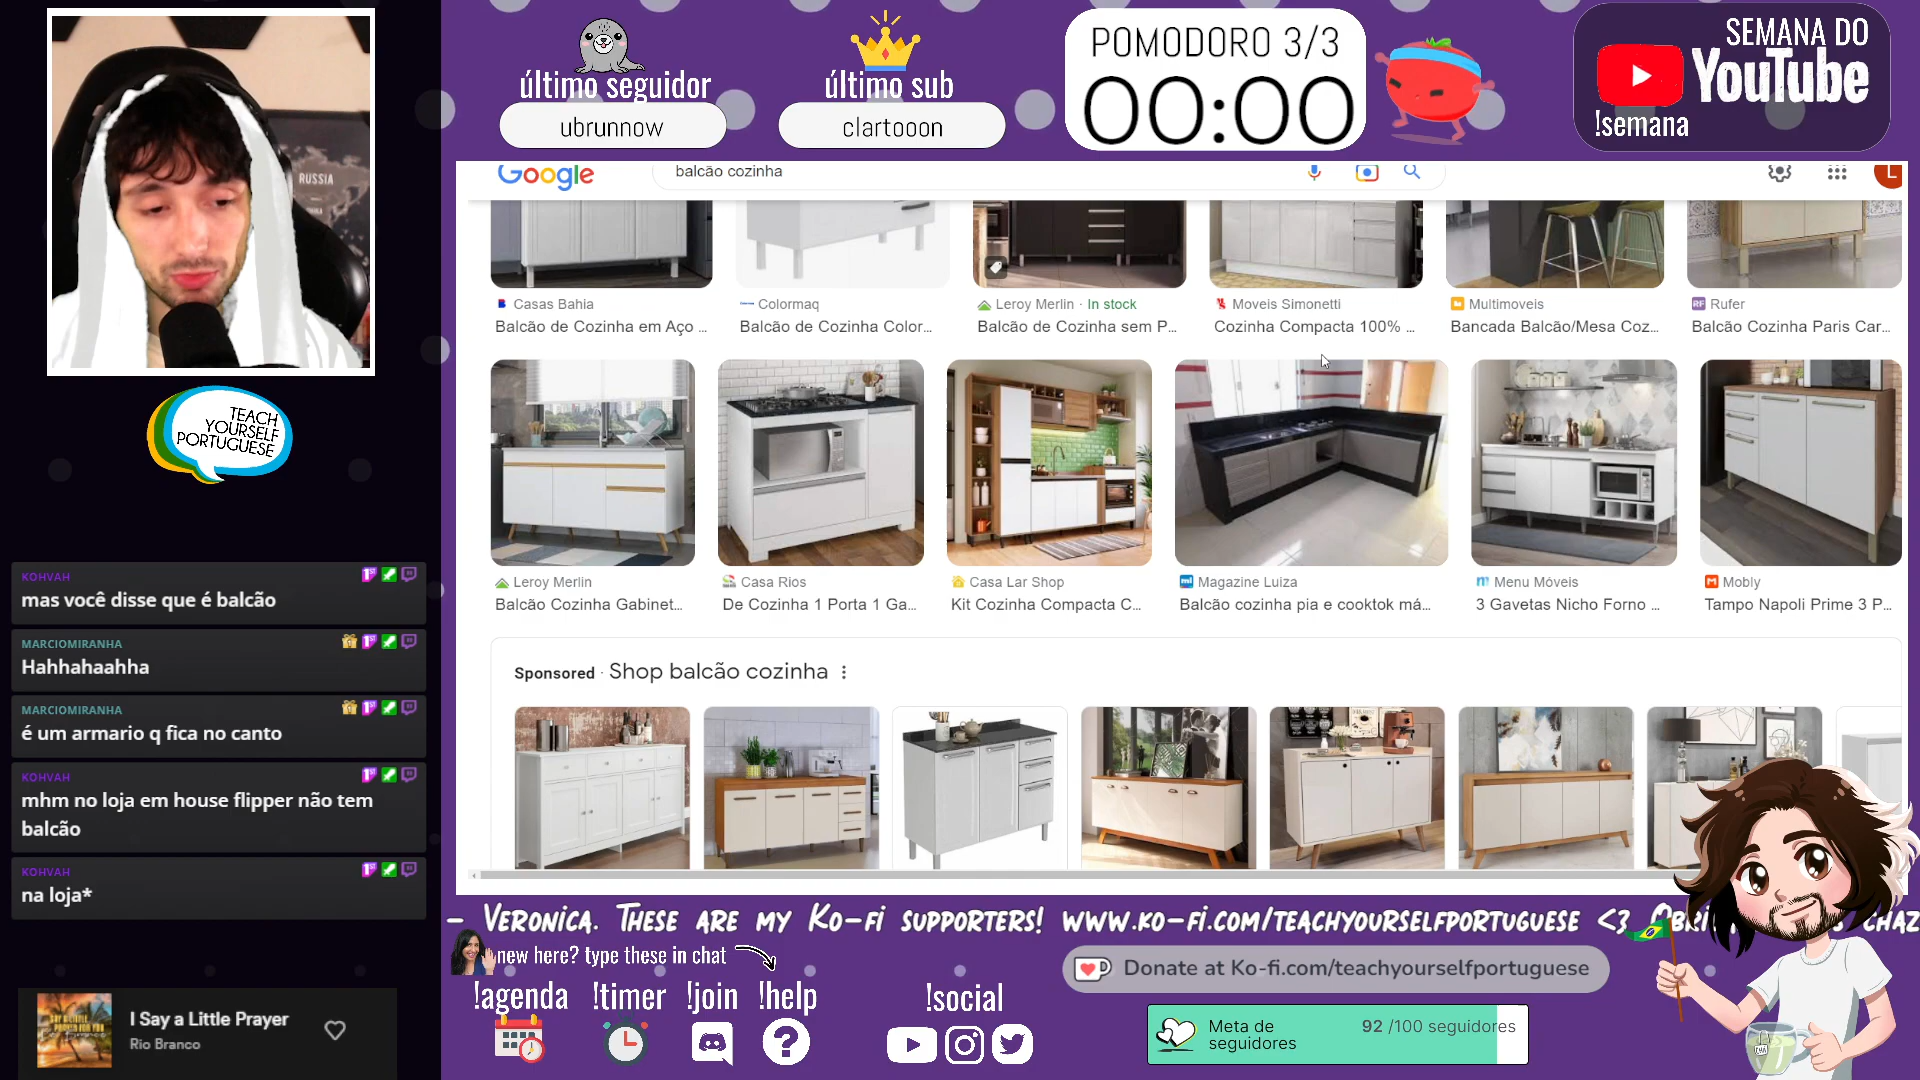 RUSSIA
TEACH
YOURSELF
PORTUGUESE
KOHVAH
mas você disse que é balcão
MARCIOMIRANHA
Hahhahaahha
MARCIOMIRANHA
é um armario q fica no canto
KOHVAH
mhm no loja em house flipper não tem
balcão
KOHVAH
na loja*
I Say a Little Prayer
Rio Branco
último seguidor
ubrunnow
último sub
clartooon
POMODORO 3/3
00:00
SEMANA DO
YouTube
!semana
Google
balcão cozinha
L
Casas Bahia
Balcão de Cozinha em Aço ...
Colormaq
Balcão de Cozinha Color...
Leroy Merlin · In stock
Balcão de Cozinha sem P...
Moveis Simonetti
Cozinha Compacta 100% ...
Multimoveis
Bancada Balcão/Mesa Coz...
RF Rufer
Balcão Cozinha Paris Car...
Leroy Merlin
Balcão Cozinha Gabinet...
Casa Rios
De Cozinha 1 Porta 1 Ga...
Casa Lar Shop
Kit Cozinha Compacta C...
Magazine Luiza
Balcão cozinha pia e cooktok má...
Menu Móveis
3 Gavetas Nicho Forno ...
Mobly
Tampo Napoli Prime 3 P...
Sponsored · Shop balcão cozinha
- VERONICA. THESE ARE MY KO-FI SUPPORTERS! WWW.KO-FI.COM/TEACHYOURSELFPORTUGUESE <3
new here? type these in chat
!agenda
!timer
!join
!help
!social
Donate at Ko-fi.com/teachyourselfportuguese
Meta de
seguidores
92 /100 seguidores